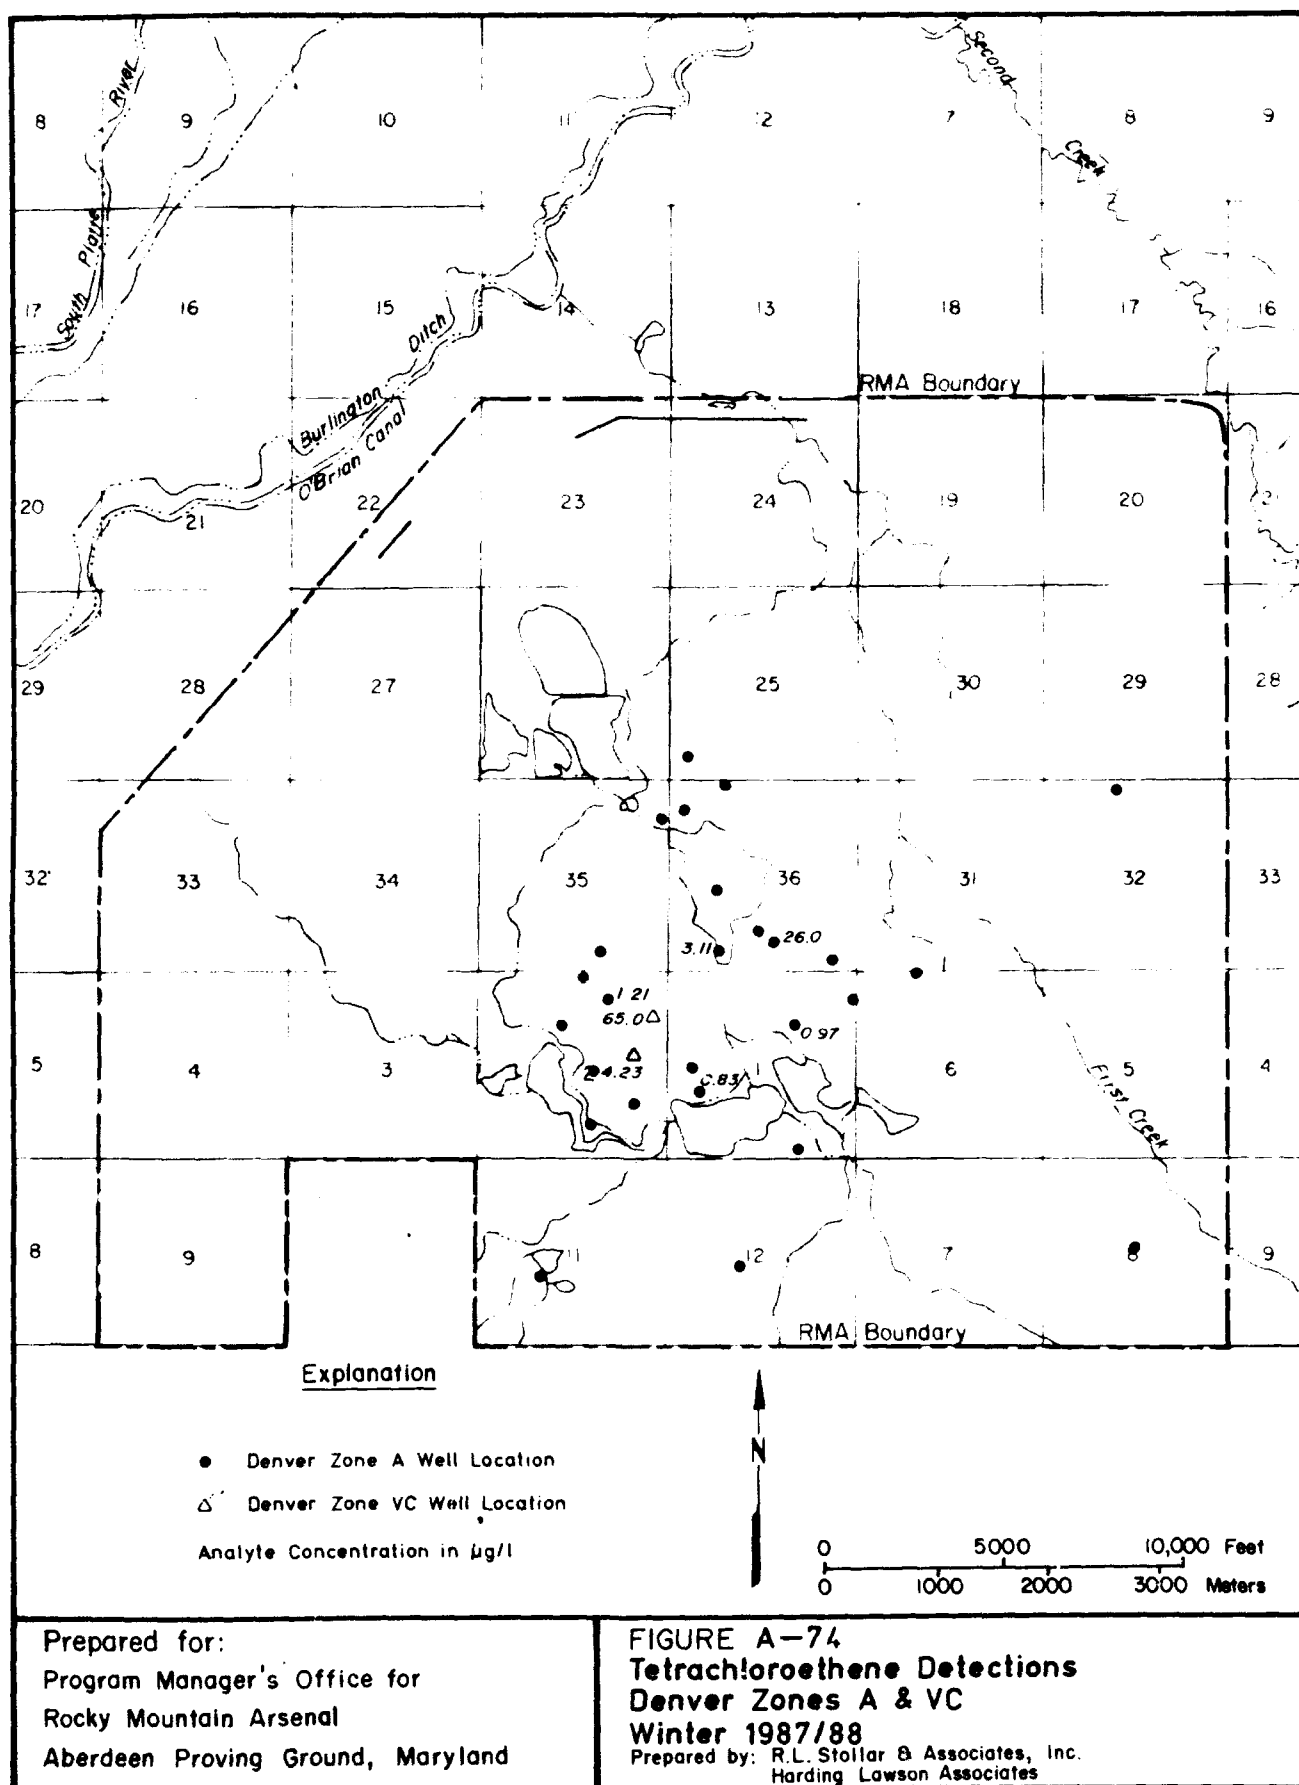 River
Second
8 9 10 11 12 7 8 9
Creek
South Platte
17 16 15 14 13 18 17 16
Ditch
RMA Boundary
Burlington
O'Brian Canal
20 21 22 23 24 19 20 21
29 28 27 25 30 29 28
32 33 34 35 36 31 32 33
3.11 26.0
1.21
65.0
0.97
5 4 3 2 4.23 0.83 1 6 5 4
First Creek
8 9 11 12 7 8 9
RMA Boundary
Explanation
Denver Zone A Well Location
Denver Zone VC Well Location
Analyte Concentration in µg/l
N
0 5000 10,000 Feet
0 1000 2000 3000 Meters
Prepared for:
Program Manager's Office for
Rocky Mountain Arsenal
Aberdeen Proving Ground, Maryland
FIGURE A-74
Tetrachloroethene Detections
Denver Zones A & VC
Winter 1987/88
Prepared by: R.L. Stollar & Associates, Inc.
Harding Lawson Associates